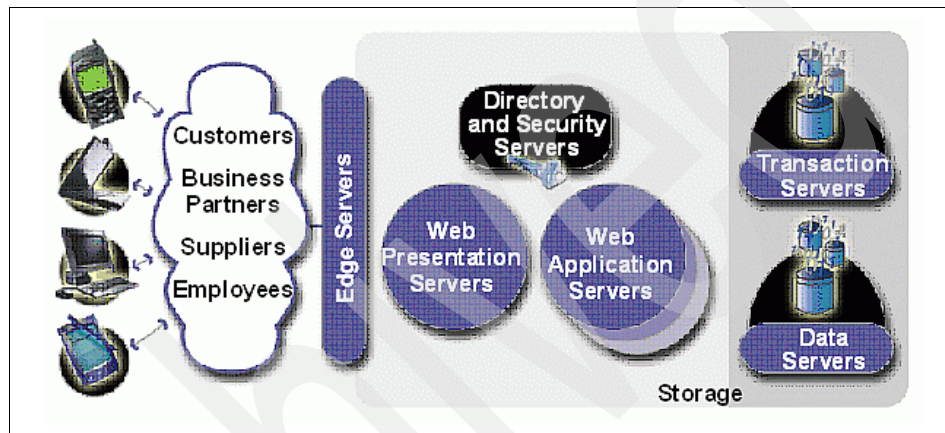 Customers
Business
Partners
Suppliers
Employees
Edge Servers
Directory
and Security
Servers
Web
Presentation
Servers
Web
Application
Servers
Transaction
Servers
Data
Servers
Storage